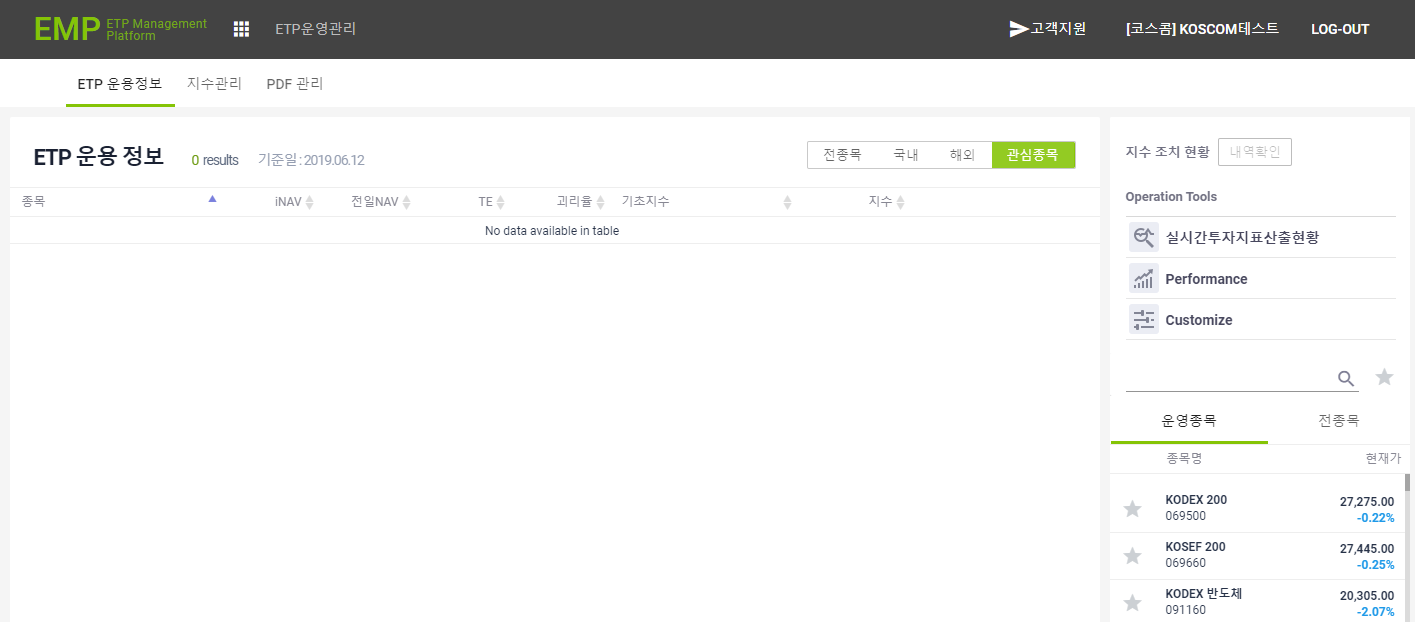 EMP ETP Management Platform
ETP운영관리
고객지원
[코스콤] KOSCOM테스트
LOG-OUT
ETP 운용정보
지수관리
PDF 관리
ETP 운용 정보
0 results
기준일 : 2019.06.12
전종목
국내
해외
관심종목
종목
iNAV
전일NAV
TE
괴리율
기초지수
지수
No data available in table
지수 조치 현황
내역확인
Operation Tools
실시간투자지표산출현황
Performance
Customize
운영종목
전종목
종목명
현재가
KODEX 200
27,275.00
069500
-0.22%
KOSEF 200
27,445.00
069660
-0.25%
KODEX 반도체
20,305.00
091160
-2.07%